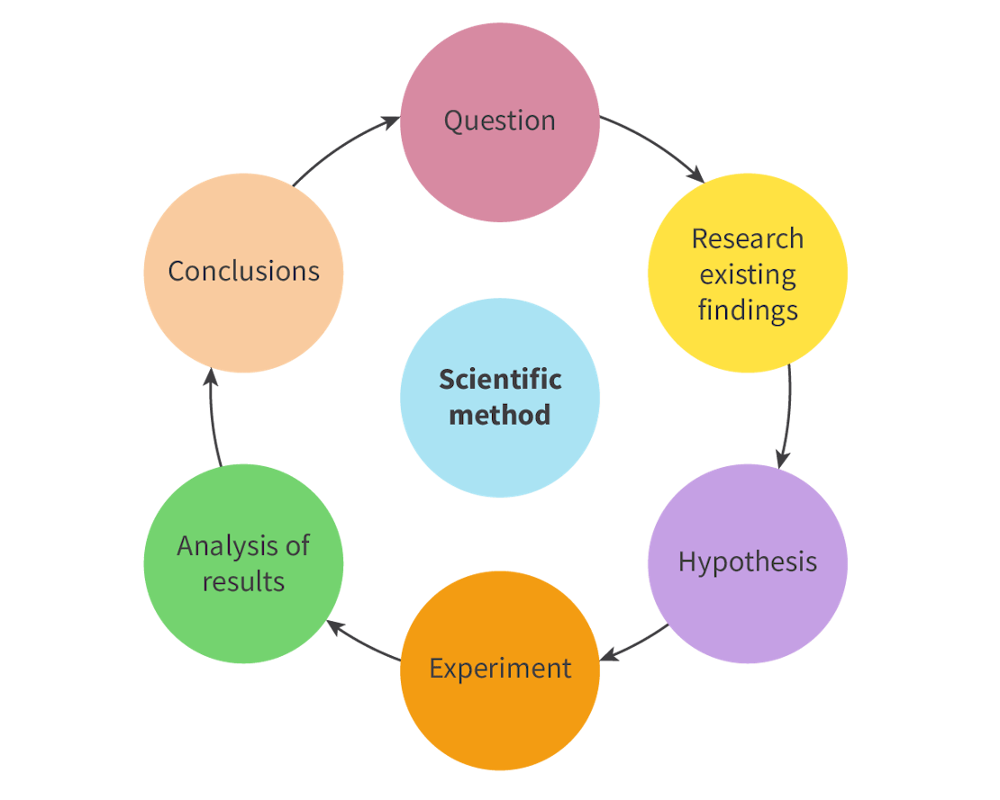 Question
Research
existing
findings
Hypothesis
Experiment
Analysis of
results
Conclusions
Scientific
method